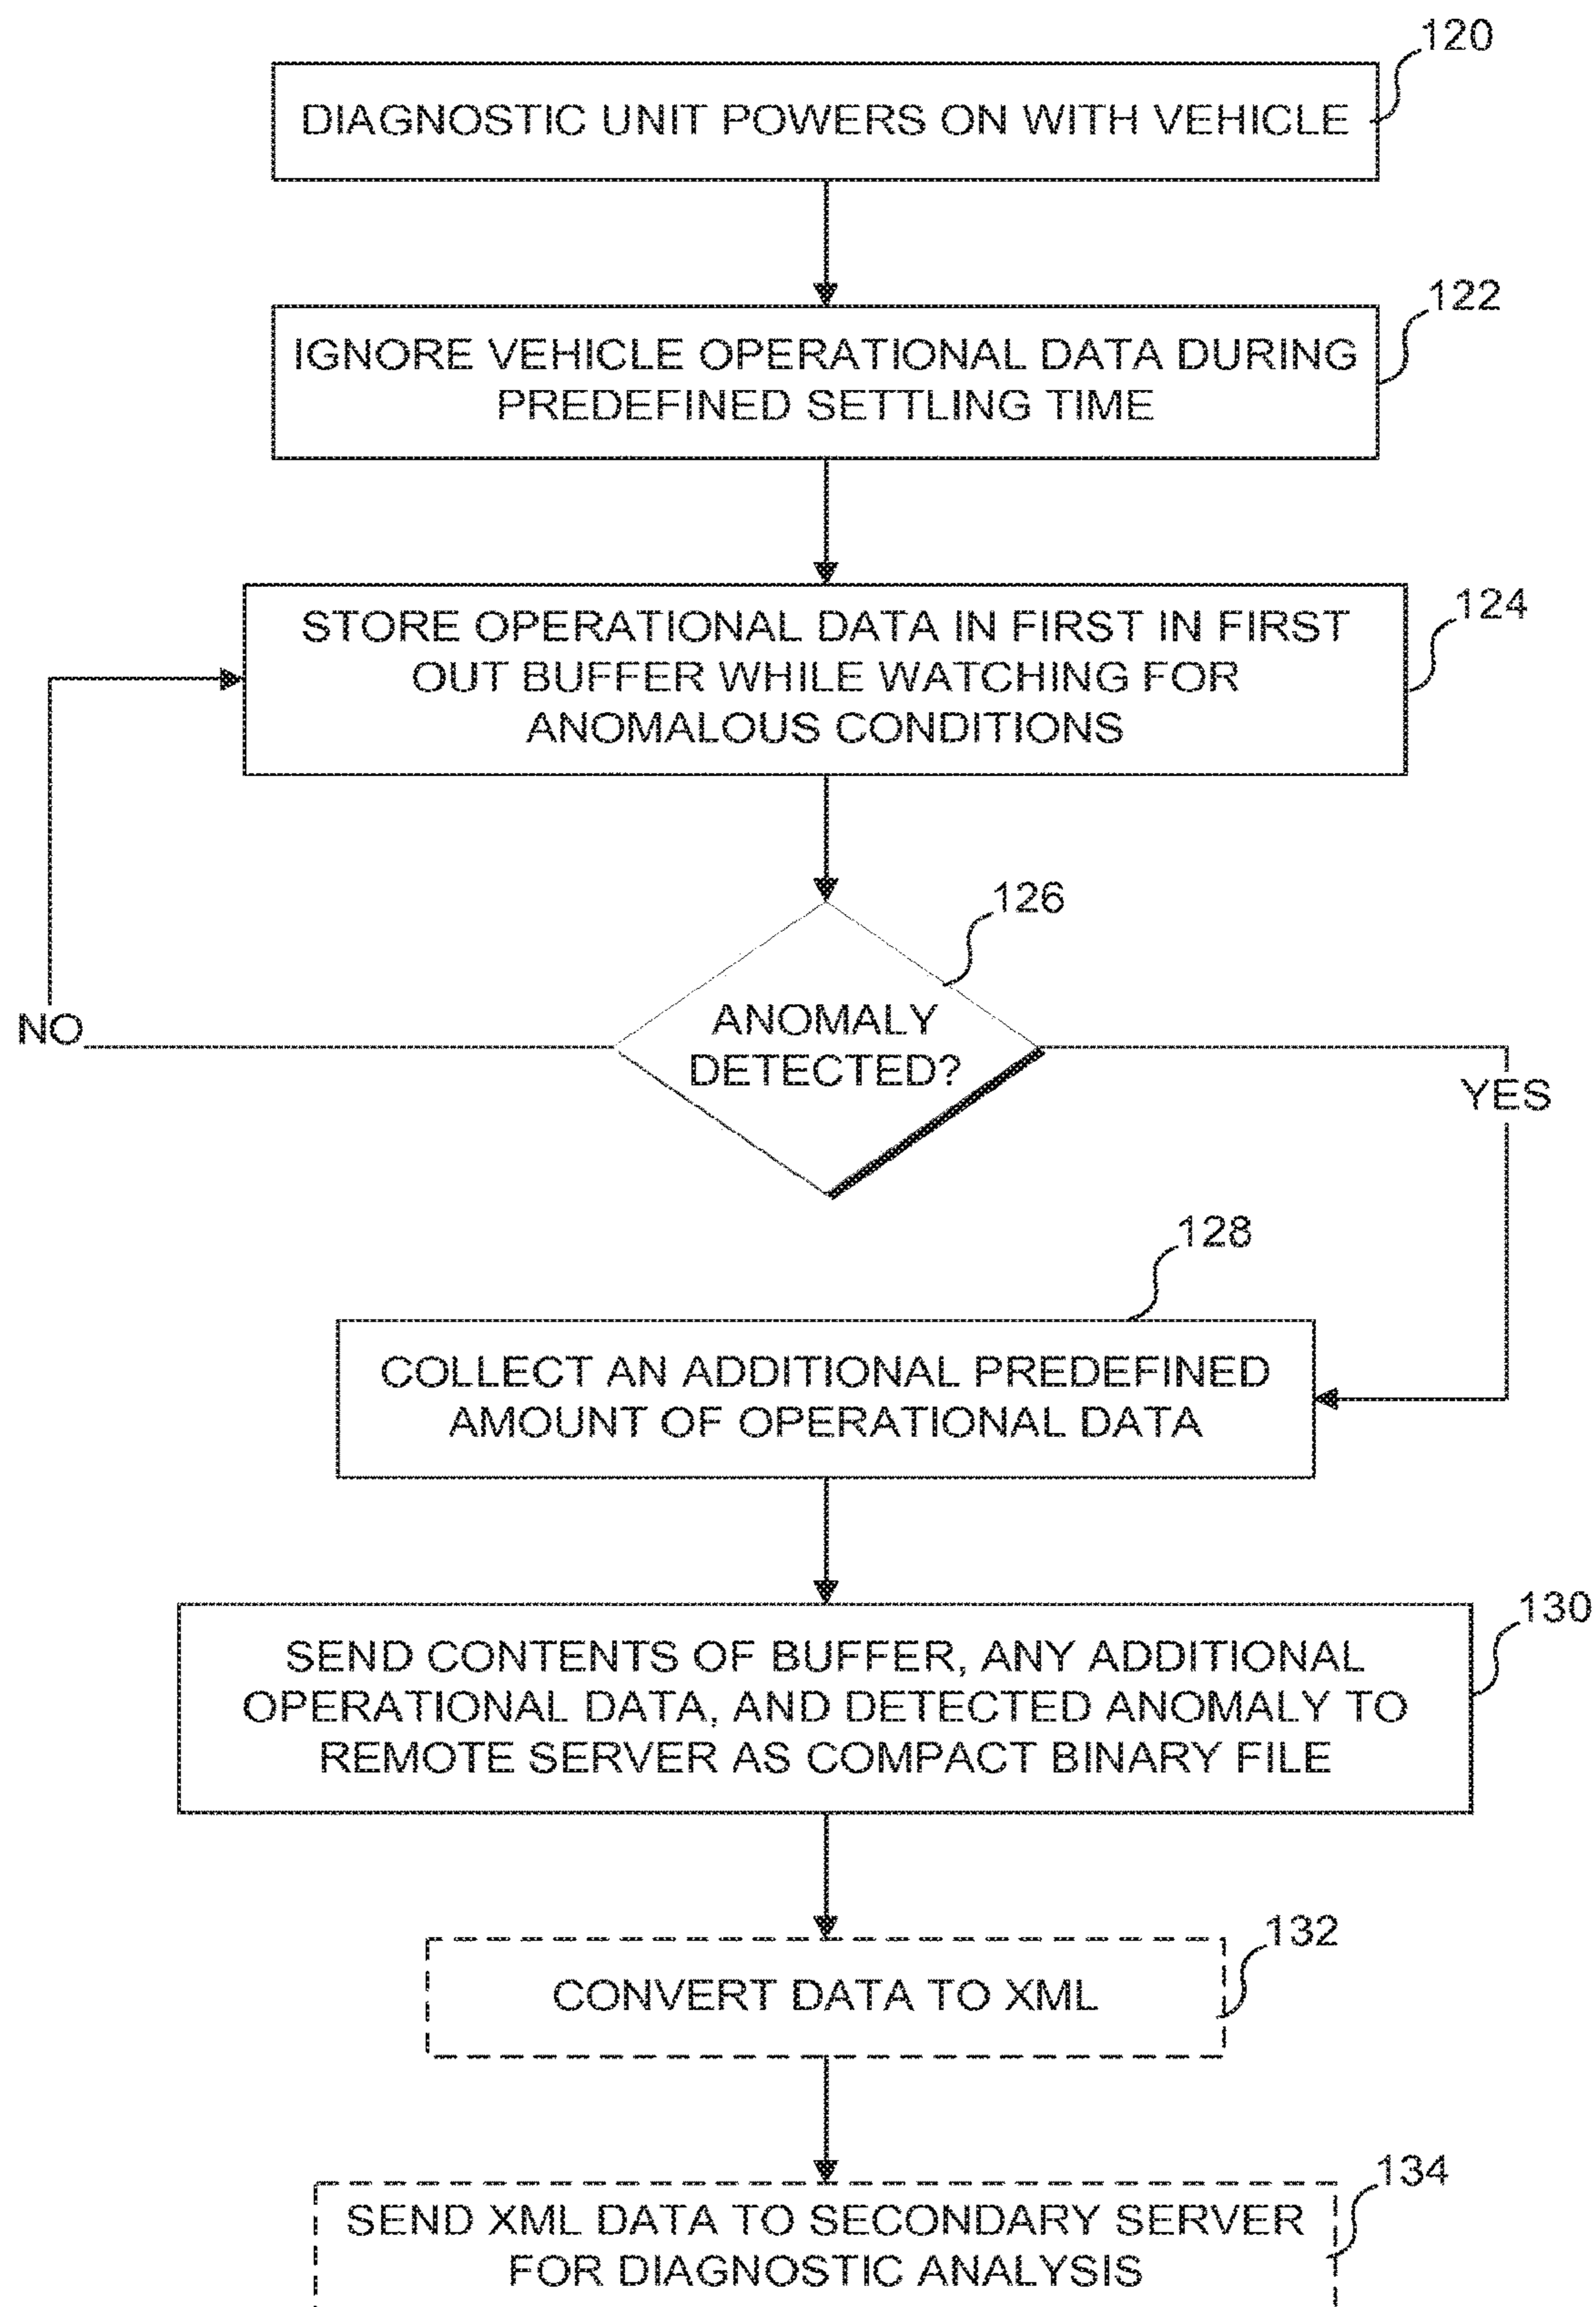 120
DIAGNOSTIC UNIT POWERS ON WITH VEHICLE
122
IGNORE VEHICLE OPERATIONAL DATA DURING
PREDEFINED SETTLING TIME
124
STORE OPERATIONAL DATA IN FIRST IN FIRST
OUT BUFFER WHILE WATCHING FOR
ANOMALOUS CONDITIONS
126
ANOMALY
DETECTED?
NO
YES
128
COLLECT AN ADDITIONAL PREDEFINED
AMOUNT OF OPERATIONAL DATA
130
SEND CONTENTS OF BUFFER, ANY ADDITIONAL
OPERATIONAL DATA, AND DETECTED ANOMALY TO
REMOTE SERVER AS COMPACT BINARY FILE
132
CONVERT DATA TO XML
134
SEND XML DATA TO SECONDARY SERVER
FOR DIAGNOSTIC ANALYSIS